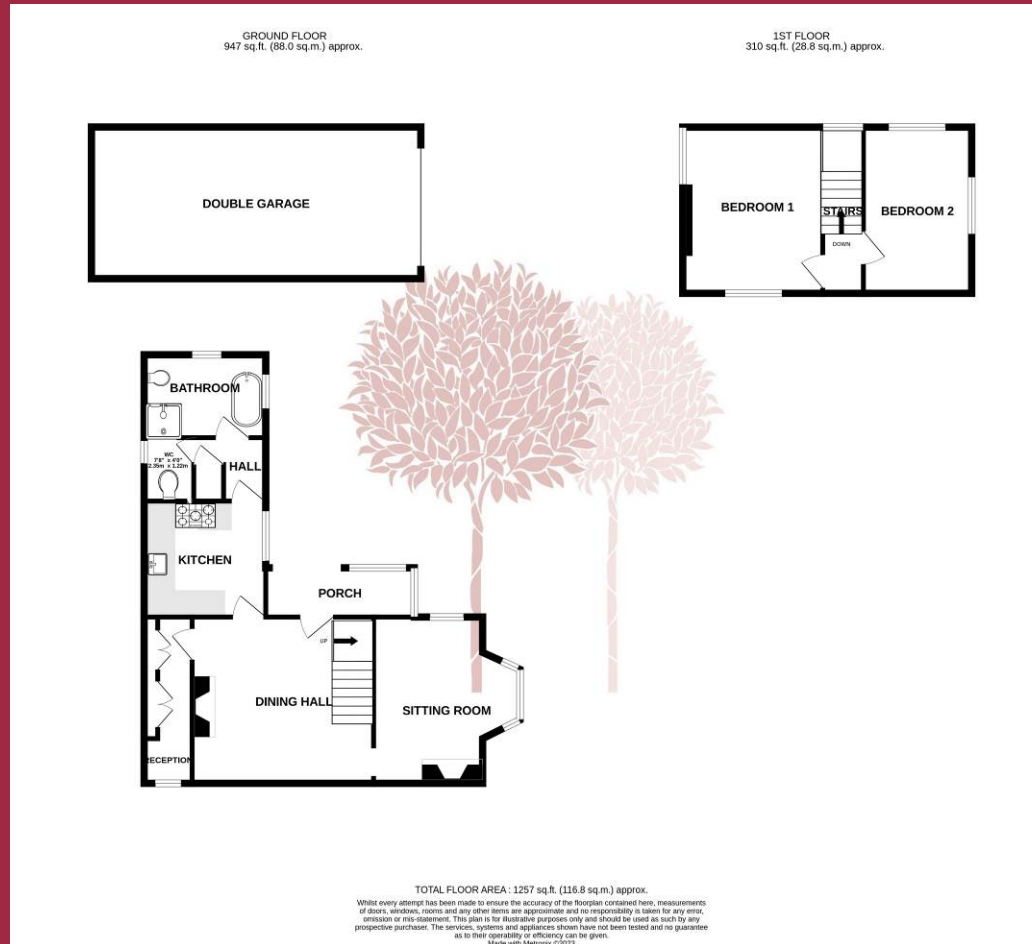 GROUND FLOOR
947 sq.ft. (88.0 sq.m.) approx.
1ST FLOOR
310 sq.ft. (28.8 sq.m.) approx.
DOUBLE GARAGE
BEDROOM 1
STAIRS
BEDROOM 2
DOWN
BATHROOM
WC
7'8" x 4'0"
2.35m x 1.22m
HALL
KITCHEN
PORCH
UP
DINING HALL
SITTING ROOM
RECEPTION
TOTAL FLOOR AREA : 1257 sq.ft. (116.8 sq.m.) approx.
Whilst every attempt has been made to ensure the accuracy of the floorplan contained here, measurements
of doors, windows, rooms and any other items are approximate and no responsibility is taken for any error,
omission or mis-statement. This plan is for illustrative purposes only and should be used as such by any
prospective purchaser. The services, systems and appliances shown have not been tested and no guarantee
as to their operability or efficiency can be given.
Made with Metropix ©2023